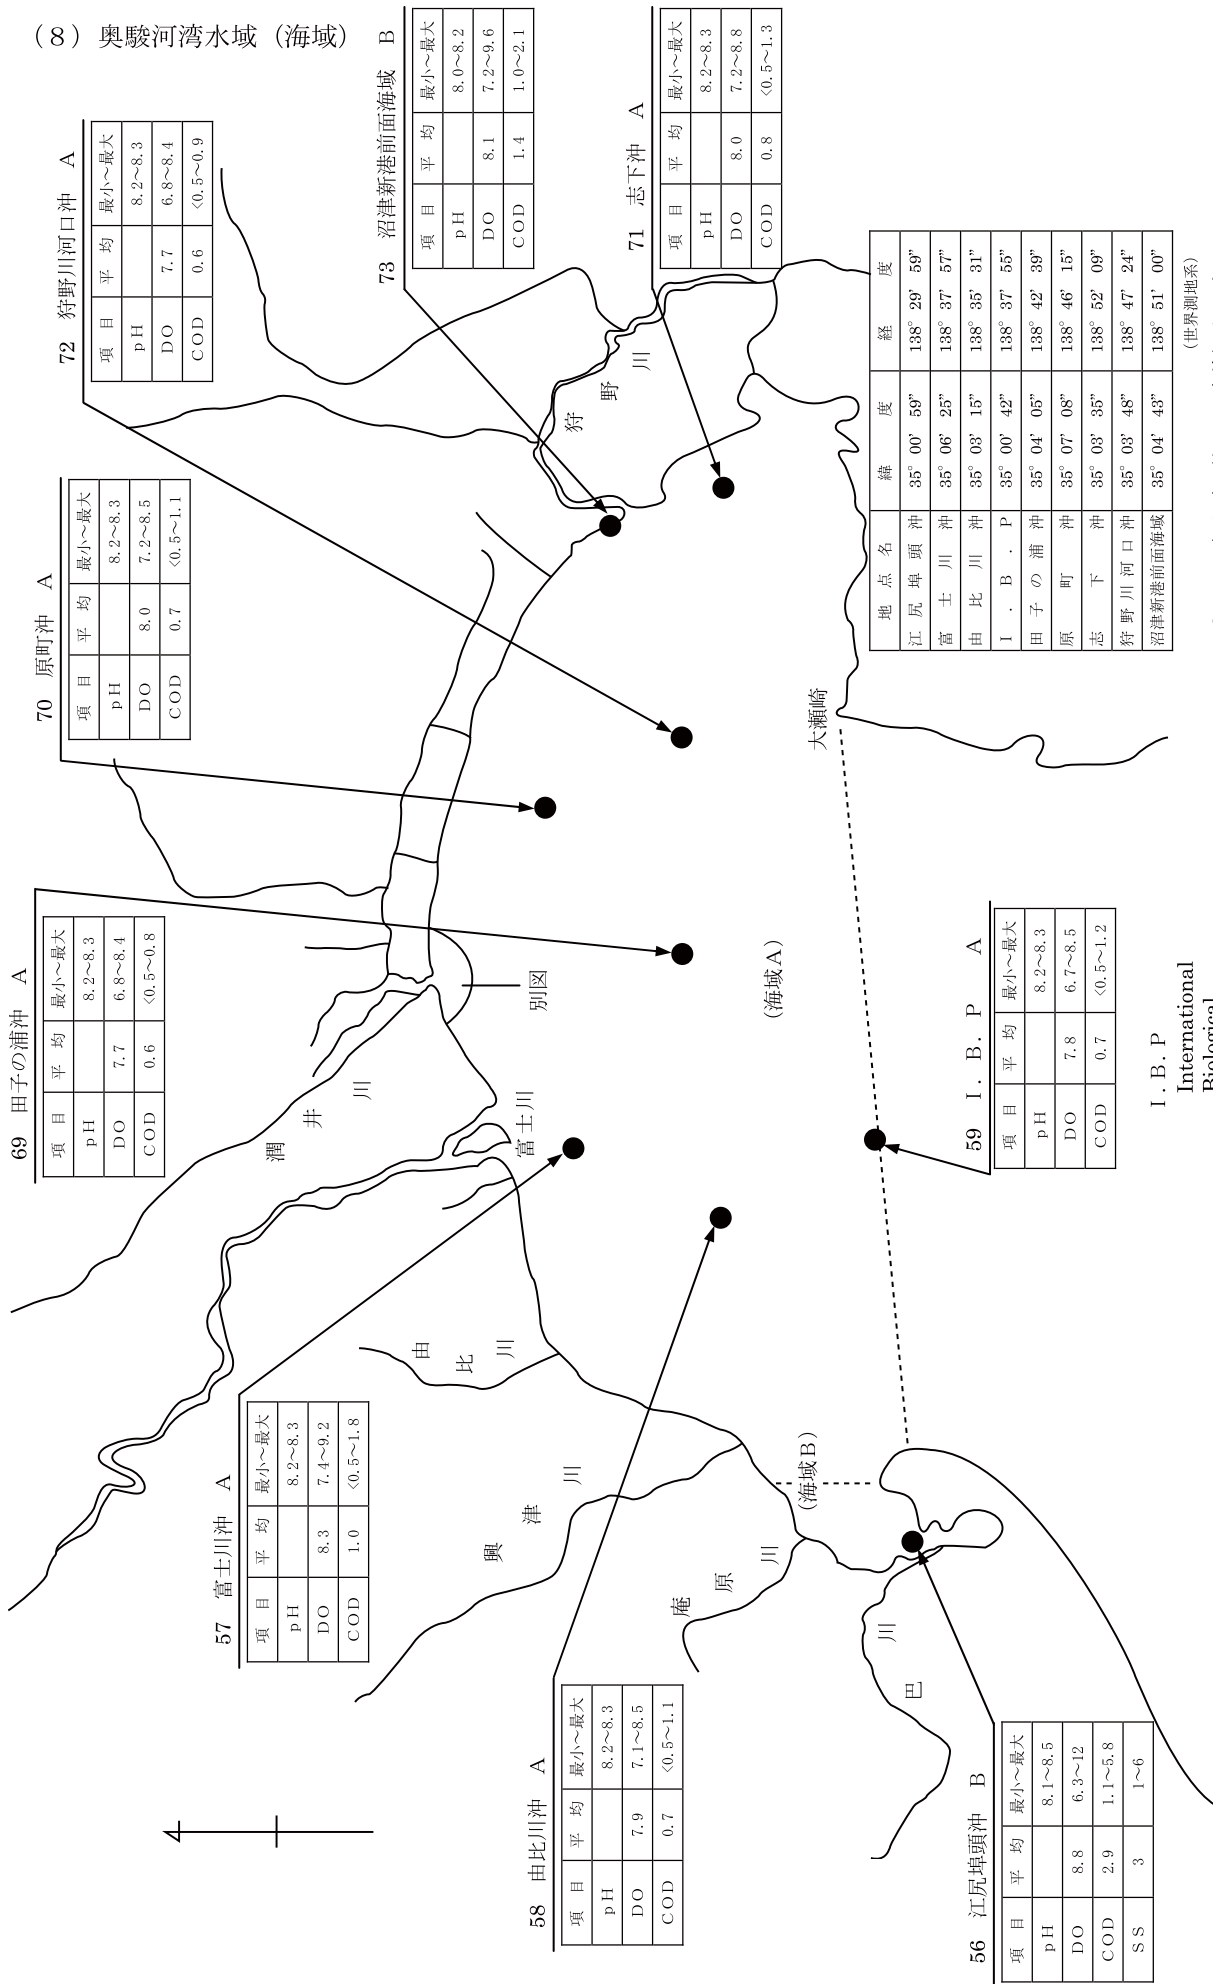 (8) 奥駿河湾水域（海域）
72 狩野川河口沖 A
項 目 平 均 最小～最大
pH 8.2～8.3
DO 7.7 6.8～8.4
COD 0.6 <0.5～0.9
73 沼津新港前面海域 B
項 目 平 均 最小～最大
pH 8.0～8.2
DO 8.1 7.2～9.6
COD 1.4 1.0～2.1
71 志下沖 A
項 目 平 均 最小～最大
pH 8.2～8.3
DO 8.0 7.2～8.8
COD 0.8 <0.5～1.3
70 原町沖 A
項 目 平 均 最小～最大
pH 8.2～8.3
DO 8.0 7.2～8.5
COD 0.7 <0.5～1.1
69 田子の浦沖 A
項 目 平 均 最小～最大
pH 8.2～8.3
DO 7.7 6.8～8.4
COD 0.6 <0.5～0.8
57 富士川沖 A
項 目 平 均 最小～最大
pH 8.2～8.3
DO 8.3 7.4～9.2
COD 1.0 <0.5～1.8
58 由比川沖 A
項 目 平 均 最小～最大
pH 8.2～8.3
DO 7.9 7.1～8.5
COD 0.7 <0.5～1.1
56 江尻埠頭沖 B
項 目 平 均 最小～最大
pH 8.1～8.5
DO 8.8 6.3～12
COD 2.9 1.1～5.8
SS 3 1～6
59 I．B．P A
項 目 平 均 最小～最大
pH 8.2～8.3
DO 7.8 6.7～8.5
COD 0.7 <0.5～1.2
I．B．P
International
Biological
狩野川
潤井川
富士川
由比川
興津川
庵原川
巴川
別図
大瀬崎
(海域A)
(海域B)
地 点 名 緯 度 経 度
江尻埠頭沖 35° 00′ 59″ 138° 29′ 59″
富士川沖 35° 06′ 25″ 138° 37′ 57″
由比川沖 35° 03′ 15″ 138° 35′ 31″
I．B．P 35° 00′ 42″ 138° 37′ 55″
田子の浦沖 35° 04′ 05″ 138° 42′ 39″
原町沖 35° 07′ 08″ 138° 46′ 15″
志下沖 35° 03′ 35″ 138° 52′ 09″
狩野川河口沖 35° 03′ 48″ 138° 47′ 24″
沼津新港前面海域 35° 04′ 43″ 138° 51′ 00″
(世界測地系)